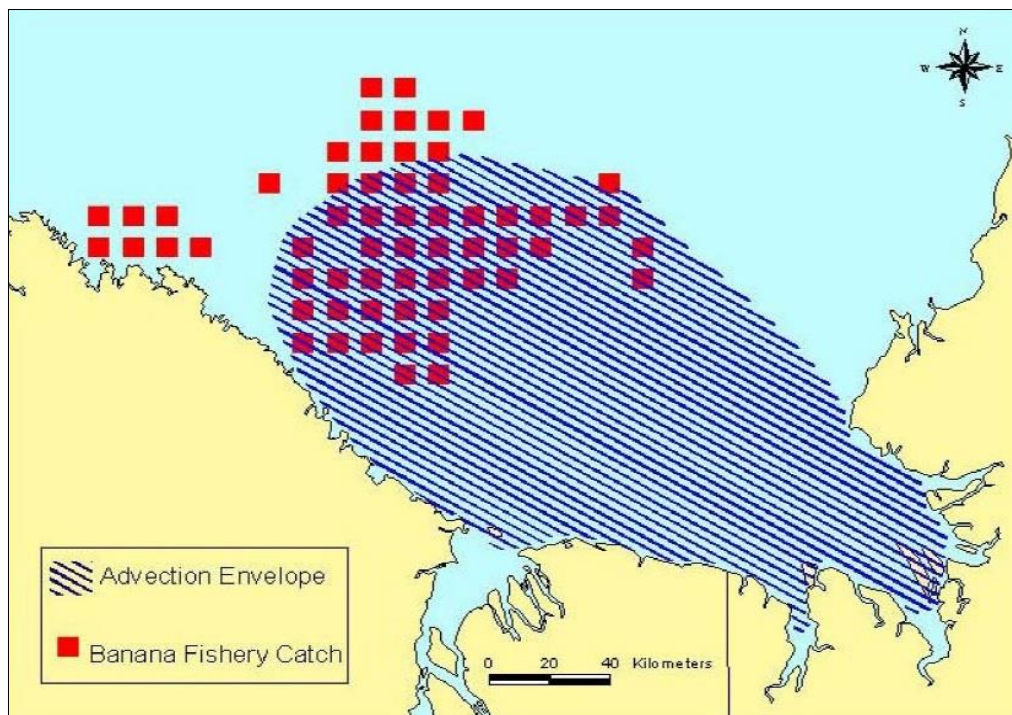 N
W E
S
Advection Envelope
Banana Fishery Catch
0 20 40 Kilometers